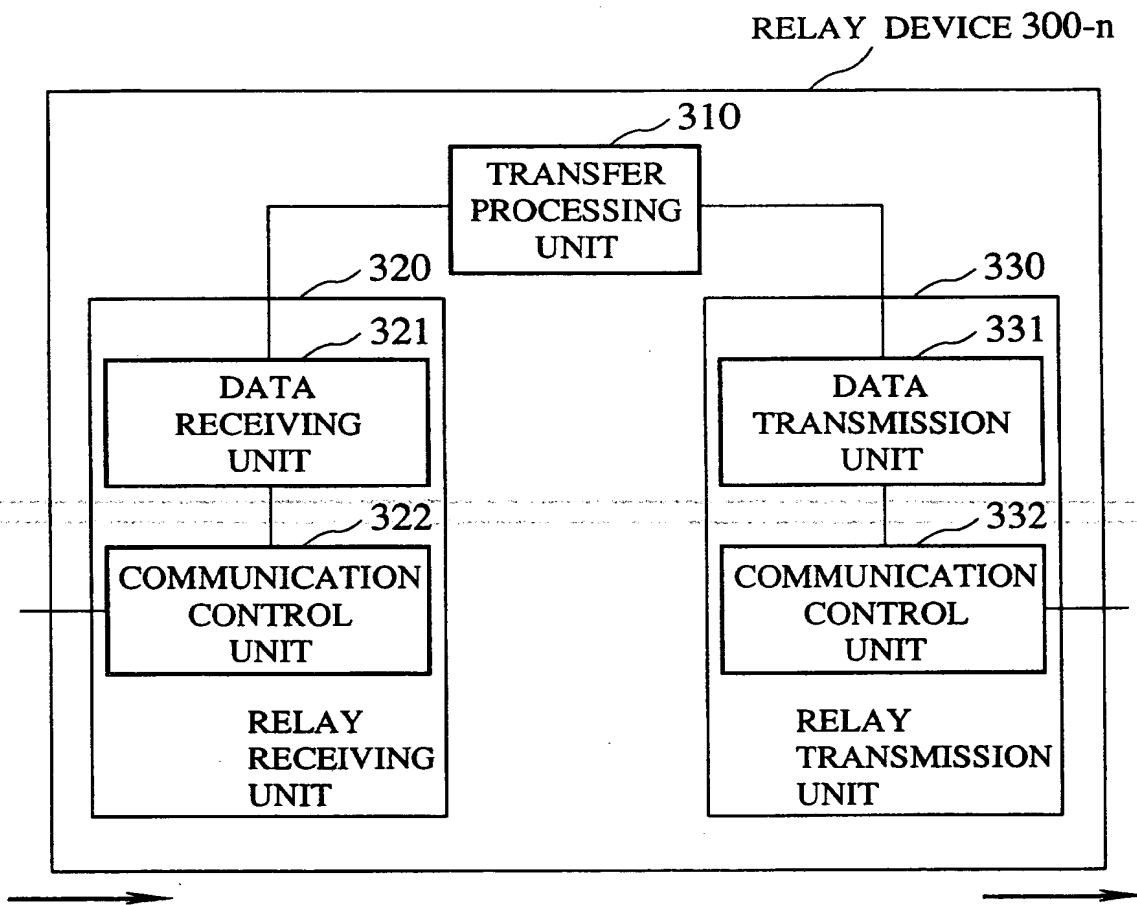 RELAY DEVICE 300-n
310
TRANSFER
PROCESSING
UNIT
320
330
321
331
DATA
RECEIVING
UNIT
DATA
TRANSMISSION
UNIT
322
332
COMMUNICATION
CONTROL
UNIT
COMMUNICATION
CONTROL
UNIT
RELAY
RECEIVING
UNIT
RELAY
TRANSMISSION
UNIT